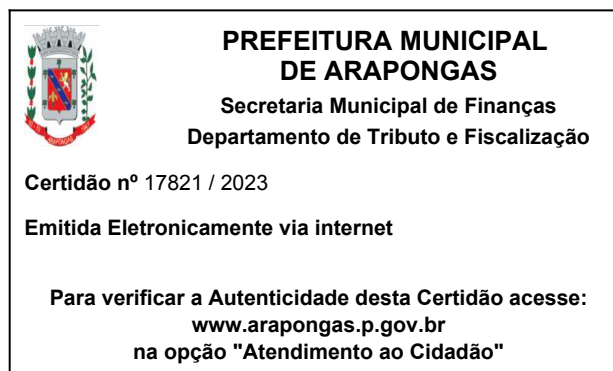 PREFEITURA MUNICIPAL
DE ARAPONGAS
Secretaria Municipal de Finanças
Departamento de Tributo e Fiscalização
ARAPONGAS
Certidão nº 17821 / 2023
Emitida Eletronicamente via internet
Para verificar a Autenticidade desta Certidão acesse:
www.arapongas.p.gov.br
na opção "Atendimento ao Cidadão"